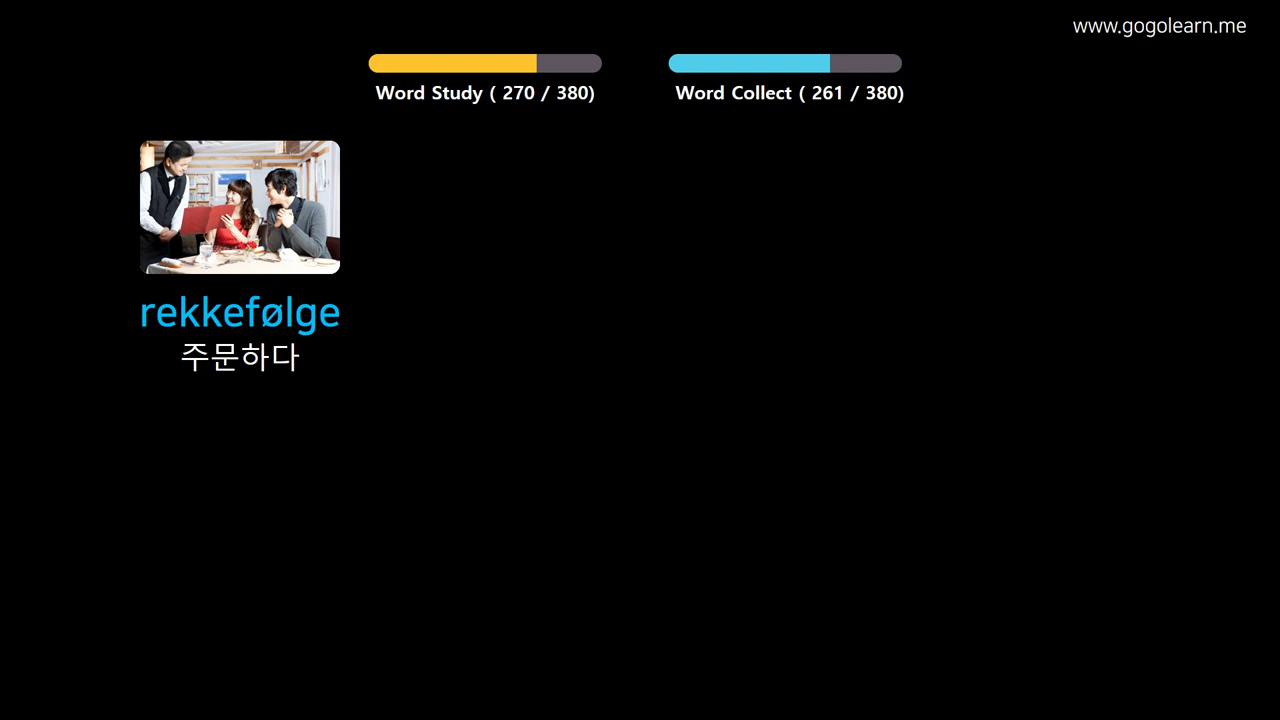 www.gogolearn.me
Word Study ( 270 / 380)
Word Collect ( 261 / 380)
rekkefølge
주문하다